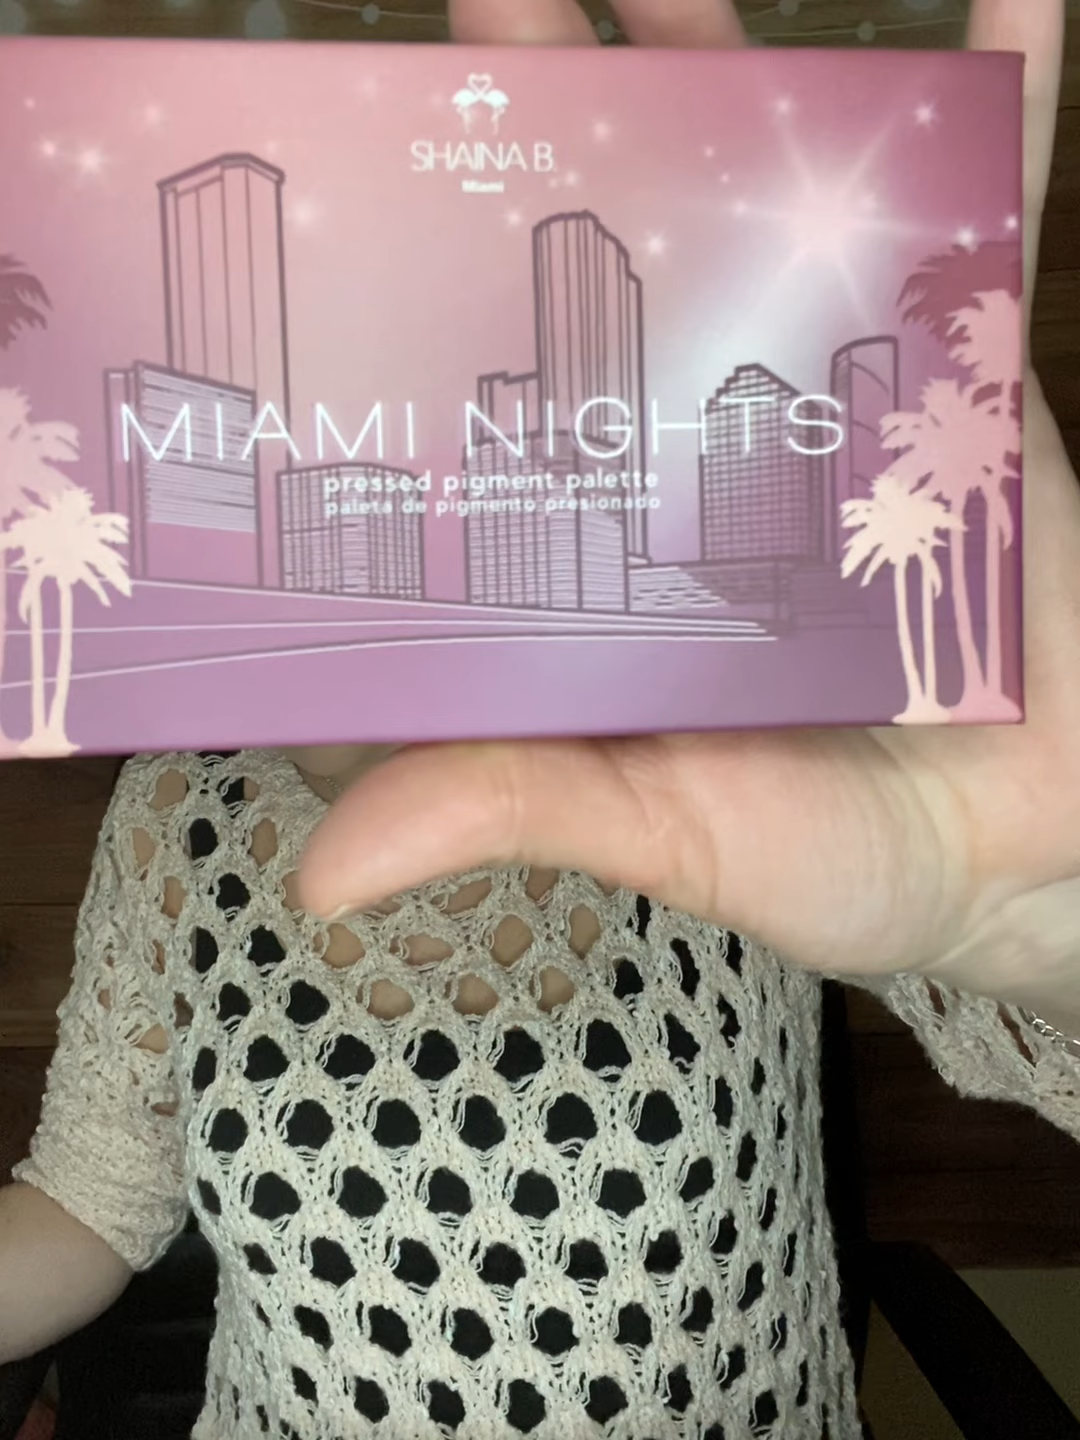 SHAINA B.
Miami
MIAMI NIGHTS
pressed pigment palette
paleta de pigmento presionado